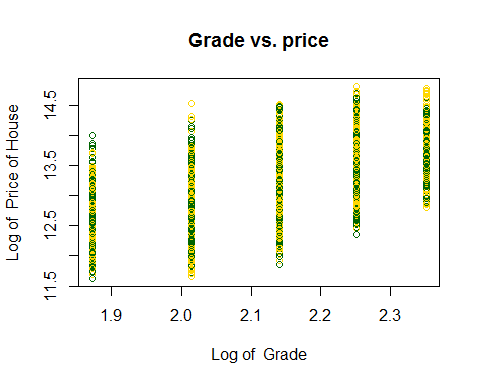 Grade vs. price
Log of  Price of House
14.5
13.5
12.5
11.5
1.9 2.0 2.1 2.2 2.3
Log of  Grade